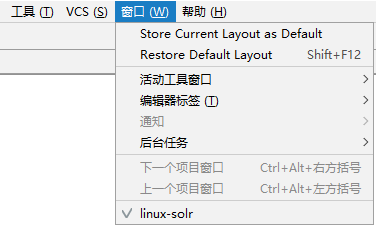 工具 (T) VCS (S) 窗口 (W) 帮助 (H)
Store Current Layout as Default
Restore Default Layout Shift+F12
活动工具窗口
编辑器标签 (T)
通知
后台任务
下一个项目窗口 Ctrl+Alt+右方括号
上一个项目窗口 Ctrl+Alt+左方括号
linux-solr